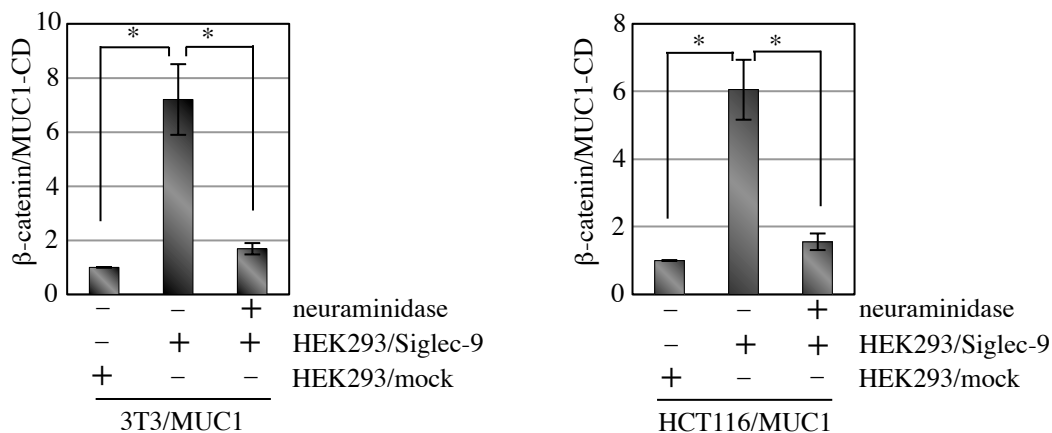 β-catenin/MUC1-CD
10
8
6
4
2
0
* *
– – + neuraminidase
– + + HEK293/Siglec-9
+ – – HEK293/mock
3T3/MUC1
β-catenin/MUC1-CD
8
6
4
2
0
* *
– – + neuraminidase
– + + HEK293/Siglec-9
+ – – HEK293/mock
HCT116/MUC1